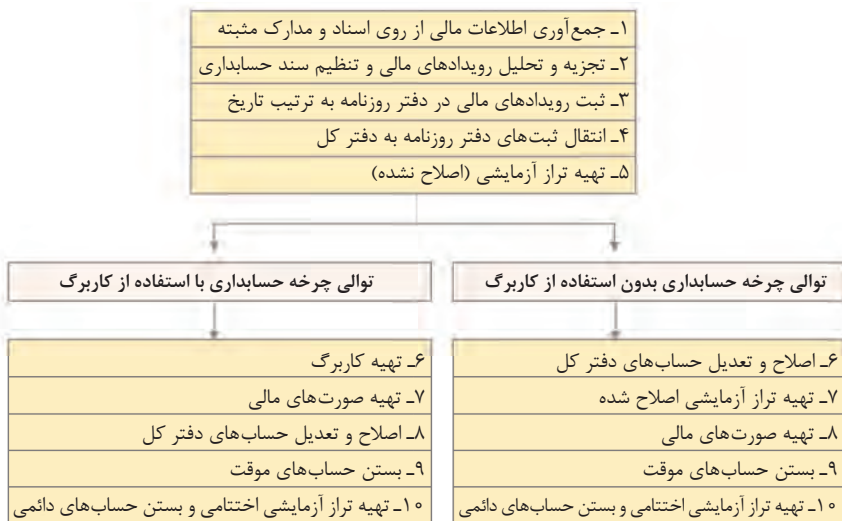 ۱ـ جمع‌آوری اطلاعات مالی از روی اسناد و مدارک مثبته
۲ـ تجزیه و تحلیل رویدادهای مالی و تنظیم سند حسابداری
۳ـ ثبت رویدادهای مالی در دفتر روزنامه به ترتیب تاریخ
۴ـ انتقال ثبت‌های دفتر روزنامه به دفتر کل
۵ـ تهیه تراز آزمایشی (اصلاح نشده)
توالی چرخه حسابداری بدون استفاده از کاربرگ
۶ـ اصلاح و تعدیل حساب‌های دفتر کل
۷ـ تهیه تراز آزمایشی اصلاح شده
۸ـ تهیه صورت‌های مالی
۹ـ بستن حساب‌های موقت
۱۰ـ تهیه تراز آزمایشی اختتامی و بستن حساب‌های دائمی
توالی چرخه حسابداری با استفاده از کاربرگ
۶ـ تهیه کاربرگ
۷ـ تهیه صورت‌های مالی
۸ـ اصلاح و تعدیل حساب‌های دفتر کل
۹ـ بستن حساب‌های موقت
۱۰ـ تهیه تراز آزمایشی اختتامی و بستن حساب‌های دائمی